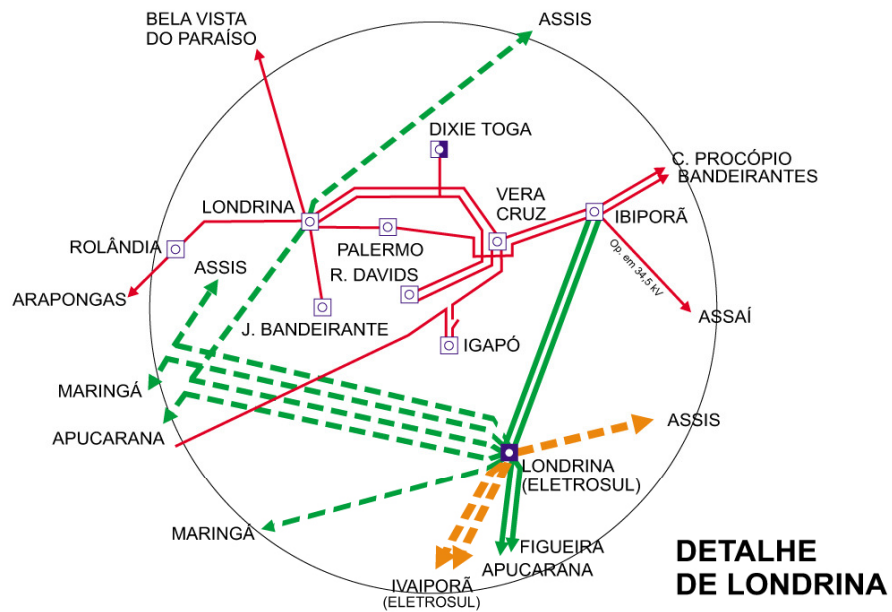 BELA VISTA
DO PARAÍSO
ASSIS
DIXIE TOGA
C. PROCÓPIO
BANDEIRANTES
VERA
CRUZ
LONDRINA
IBIPORÃ
ROLÂNDIA
PALERMO
ASSIS
R. DAVIDS
Op. em 34,5 kV
ARAPONGAS
J. BANDEIRANTE
ASSAÍ
IGAPÓ
MARINGÁ
ASSIS
APUCARANA
LONDRINA
(ELETROSUL)
MARINGÁ
FIGUEIRA
APUCARANA
IVAIPORÃ
(ELETROSUL)
DETALHE
DE LONDRINA